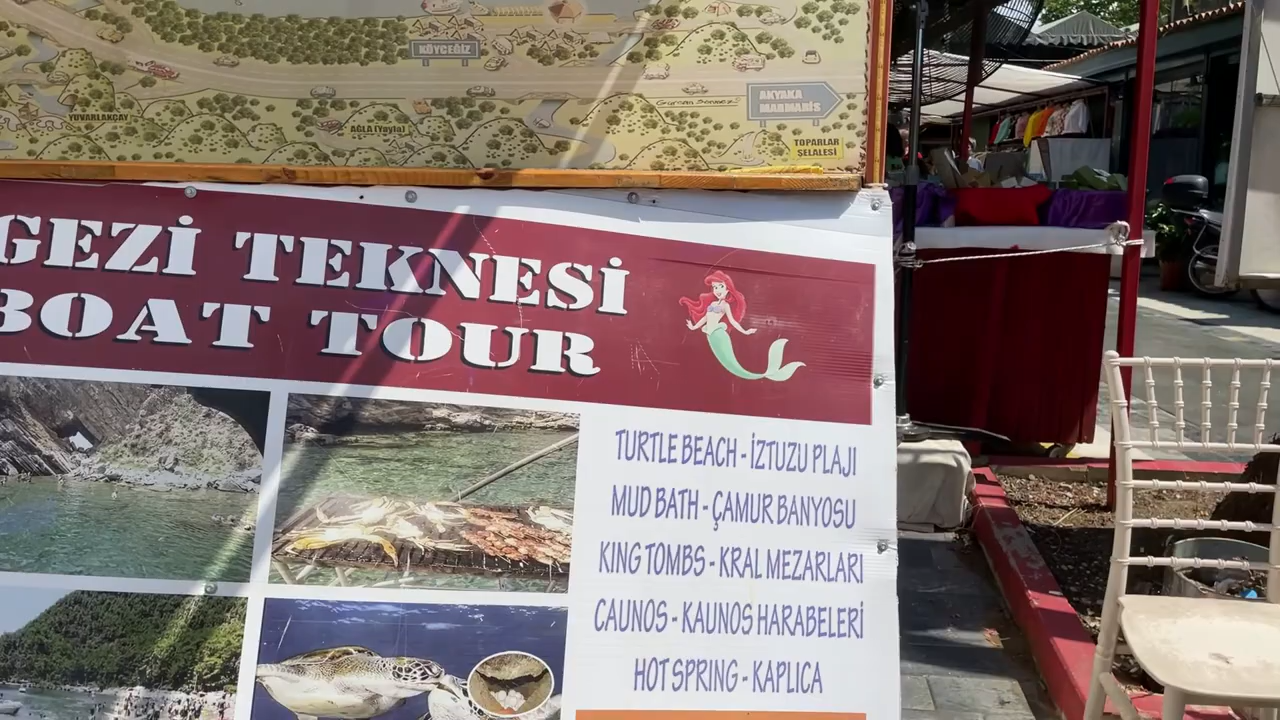 KÖYCEĞİZ
AKYAKA
MARMARİS
YUVARLAKÇAY
AĞLA (Yayla)
TOPARLAR
ŞELALESİ
GEZİ TEKNESİ
BOAT TOUR
TURTLE BEACH - İZTUZU PLAJI
MUD BATH - ÇAMUR BANYOSU
KING TOMBS - KRAL MEZARLARI
CAUNOS - KAUNOS HARABELERİ
HOT SPRING - KAPLICA